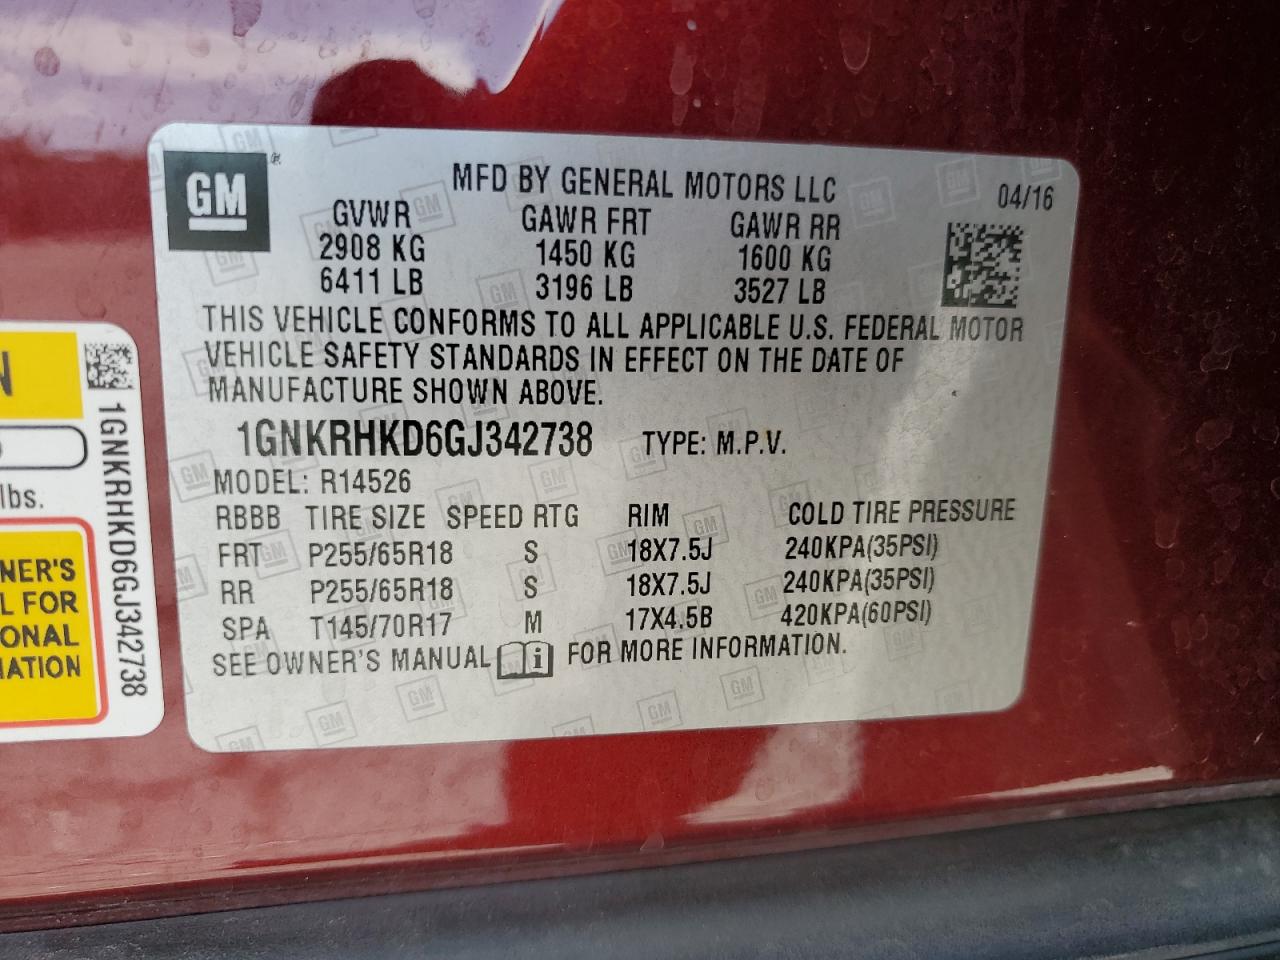 GM
MFD BY GENERAL MOTORS LLC
04/16
GVWR GAWR FRT GAWR RR
2908 KG 1450 KG 1600 KG
6411 LB 3196 LB 3527 LB
THIS VEHICLE CONFORMS TO ALL APPLICABLE U.S. FEDERAL MOTOR
VEHICLE SAFETY STANDARDS IN EFFECT ON THE DATE OF
MANUFACTURE SHOWN ABOVE.
1GNKRHKD6GJ342738 TYPE: M.P.V.
MODEL: R14526
RBBB TIRE SIZE SPEED RTG RIM COLD TIRE PRESSURE
FRT P255/65R18 S 18X7.5J 240KPA(35PSI)
RR P255/65R18 S 18X7.5J 240KPA(35PSI)
SPA T145/70R17 M 17X4.5B 420KPA(60PSI)
SEE OWNER'S MANUAL i FOR MORE INFORMATION.
1GNKRHKD6GJ342738
lbs.
NER'S
L FOR
ONAL
ATION